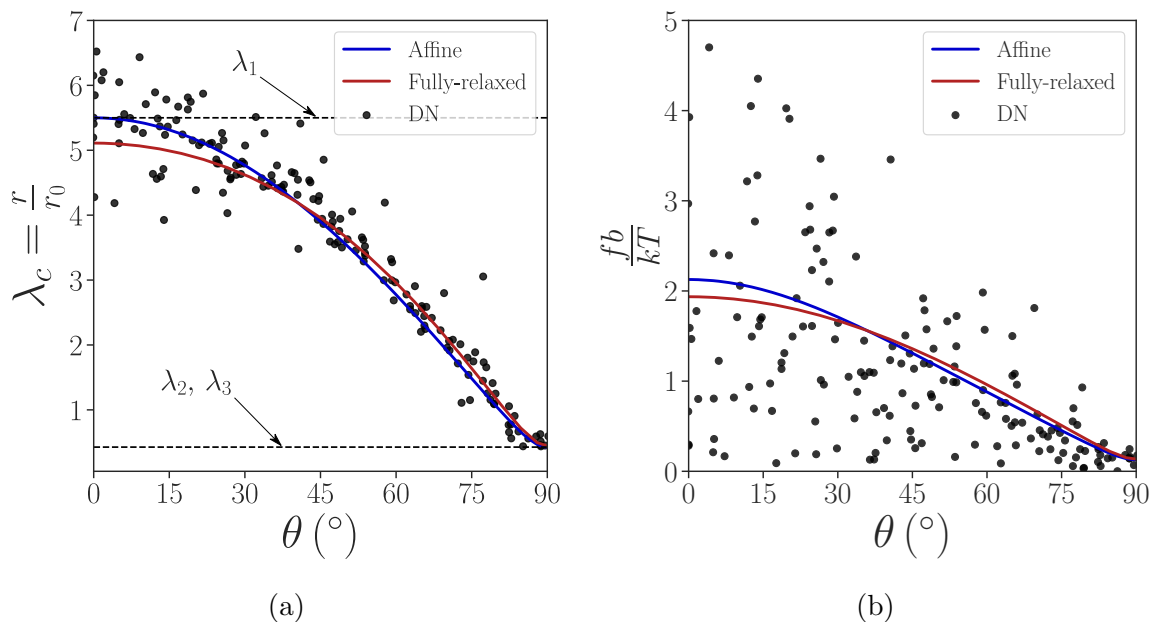 7
6
5
4
3
2
1
λ_c = r/r_0
λ_1
λ_2, λ_3
Affine
Fully-relaxed
DN
0 15 30 45 60 75 90
θ (°)
(a)
5
4
3
2
1
0
fb/kT
Affine
Fully-relaxed
DN
0 15 30 45 60 75 90
θ (°)
(b)